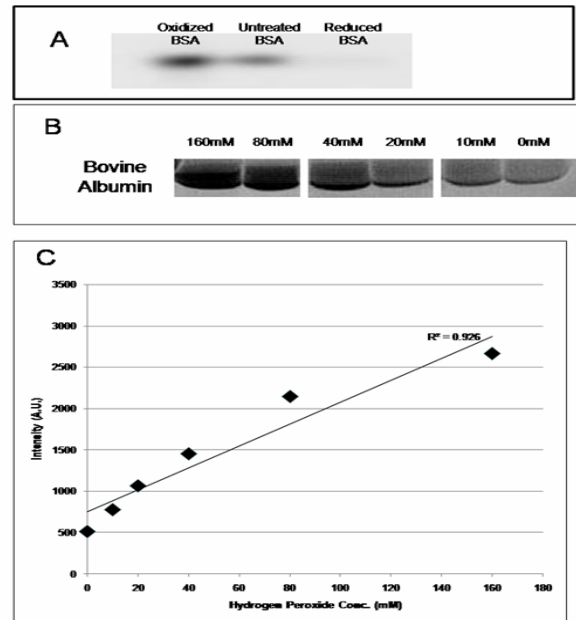 A
Oxidized BSA
Untreated BSA
Reduced BSA
B
160mM 80mM 40mM 20mM 10mM 0mM
Bovine
Albumin
C
3500
3000
2500
2000
1500
1000
500
0
Intensity (A.U.)
R² = 0.926
0 20 40 60 80 100 120 140 160 180
Hydrogen Peroxide Conc. (mM)